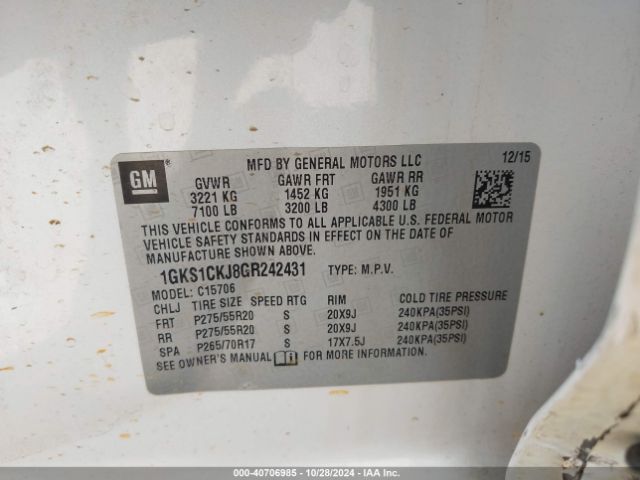 GM ®
MFD BY GENERAL MOTORS LLC 12/15
GVWR GAWR FRT GAWR RR
3221 KG 1452 KG 1951 KG
7100 LB 3200 LB 4300 LB
THIS VEHICLE CONFORMS TO ALL APPLICABLE U.S. FEDERAL MOTOR
VEHICLE SAFETY STANDARDS IN EFFECT ON THE DATE OF
MANUFACTURE SHOWN ABOVE.
1GKS1CKJ8GR242431 TYPE: M.P.V.
MODEL: C15706
CHLJ TIRE SIZE SPEED RTG RIM COLD TIRE PRESSURE
FRT P275/55R20 S 20X9J 240KPA(35PSI)
RR P275/55R20 S 20X9J 240KPA(35PSI)
SPA P265/70R17 S 17X7.5J 240KPA(35PSI)
SEE OWNER'S MANUAL FOR MORE INFORMATION.
000-40706985 • 10/28/2024 • IAA Inc.